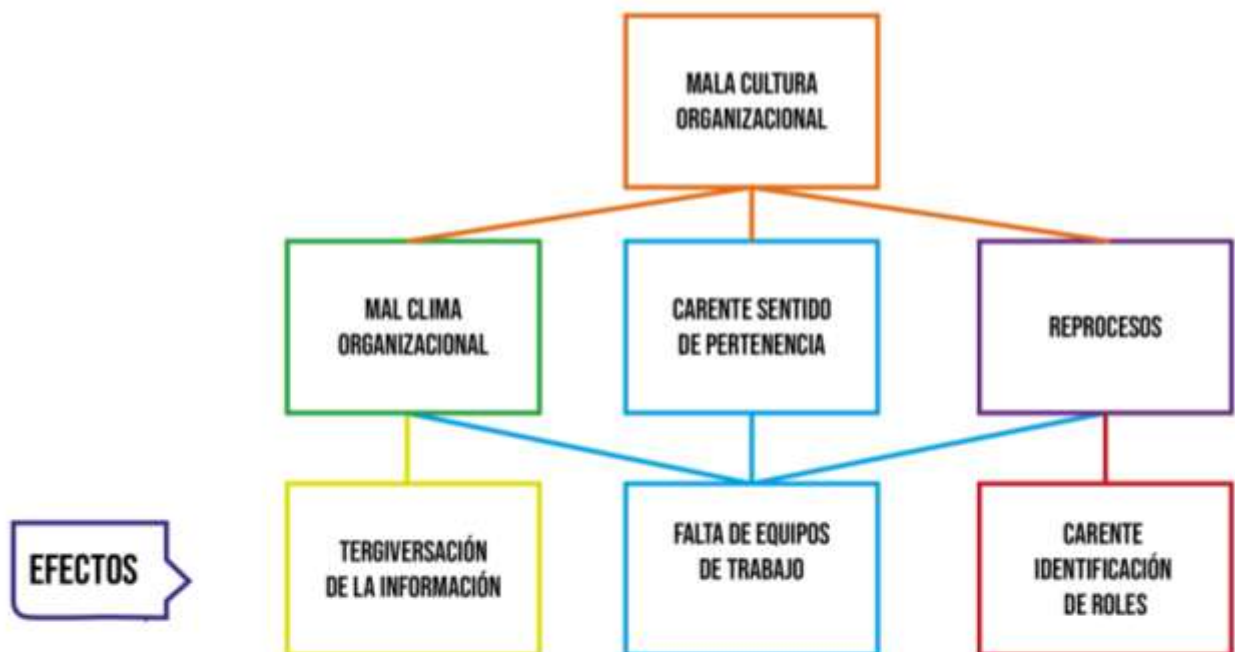 MALA CULTURA
ORGANIZACIONAL
MAL CLIMA
ORGANIZACIONAL
CARENTE SENTIDO
DE PERTENENCIA
REPROCESOS
EFECTOS
TERGIVERSACIÓN
DE LA INFORMACIÓN
FALTA DE EQUIPOS
DE TRABAJO
CARENTE
IDENTIFICACIÓN
DE ROLES